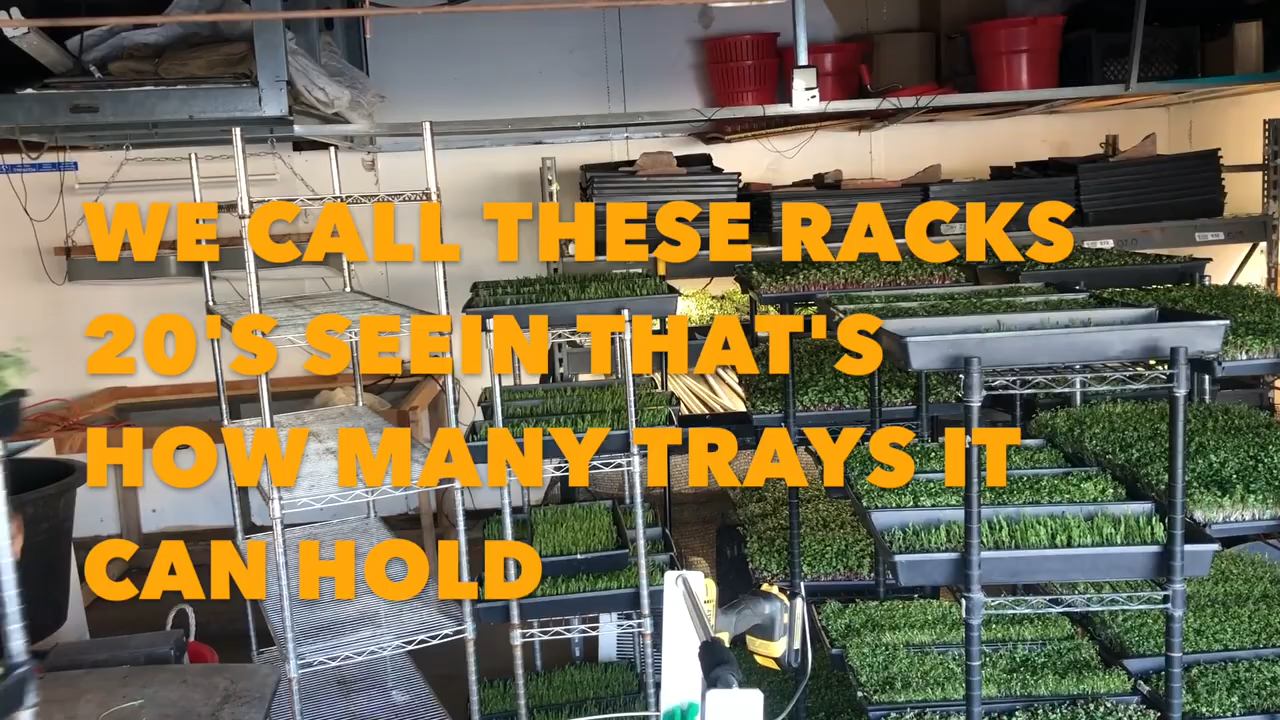 WE CALL THESE RACKS
20'S SEEIN THAT'S
HOW MANY TRAYS IT
CAN HOLD